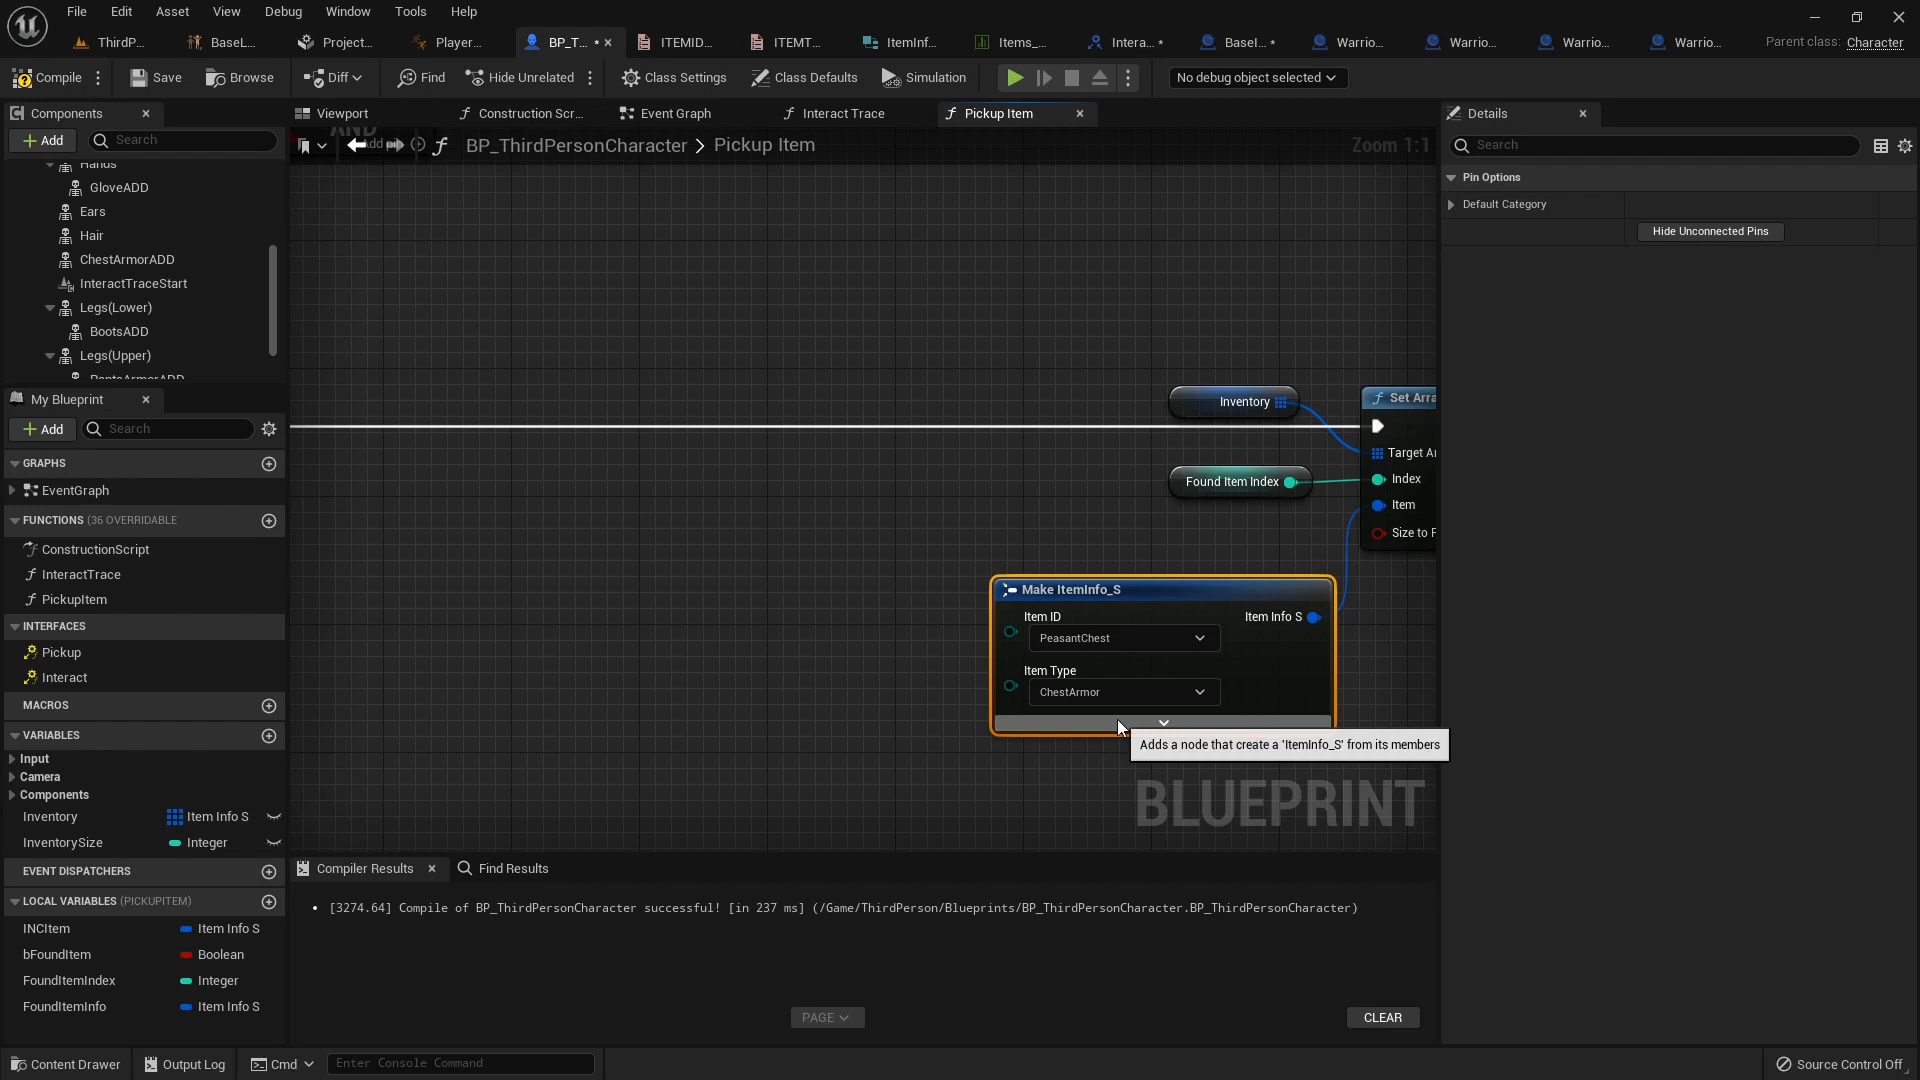 File Edit Asset View Debug Window Tools Help
ThirdP... BaseL... Project... Player... BP_T... * ITEMID... ITEMT... ItemInf... Items_... Intera... * BaseI... * Warrio... Warrio... Warrio... Warrio... Parent class: Character
Compile Save Browse Diff Find Hide Unrelated Class Settings Class Defaults Simulation No debug object selected
Components
Add Search
Hands
GloveADD
Ears
Hair
ChestArmorADD
InteractTraceStart
Legs(Lower)
BootsADD
Legs(Upper)
PantsArmorADD
My Blueprint
Add Search
GRAPHS
EventGraph
FUNCTIONS (36 OVERRIDABLE
ConstructionScript
InteractTrace
PickupItem
INTERFACES
Pickup
Interact
MACROS
VARIABLES
Input
Camera
Components
Inventory Item Info S
InventorySize Integer
EVENT DISPATCHERS
LOCAL VARIABLES (PICKUPITEM)
INCItem Item Info S
bFoundItem Boolean
FoundItemIndex Integer
FoundItemInfo Item Info S
Viewport Construction Scr... Event Graph Interact Trace Pickup Item
AND
Add pin
BP_ThirdPersonCharacter > Pickup Item
Zoom 1:1
Inventory
Found Item Index
Set Arra
Target Ar
Index
Item
Size to F
Make ItemInfo_S
Item ID
PeasantChest
Item Info S
Item Type
ChestArmor
Adds a node that create a 'ItemInfo_S' from its members
BLUEPRINT
Compiler Results Find Results
• [3274.64] Compile of BP_ThirdPersonCharacter successful! [in 237 ms] (/Game/ThirdPerson/Blueprints/BP_ThirdPersonCharacter.BP_ThirdPersonCharacter)
PAGE CLEAR
Details
Search
Pin Options
Default Category
Hide Unconnected Pins
Content Drawer Output Log Cmd Enter Console Command Source Control Off